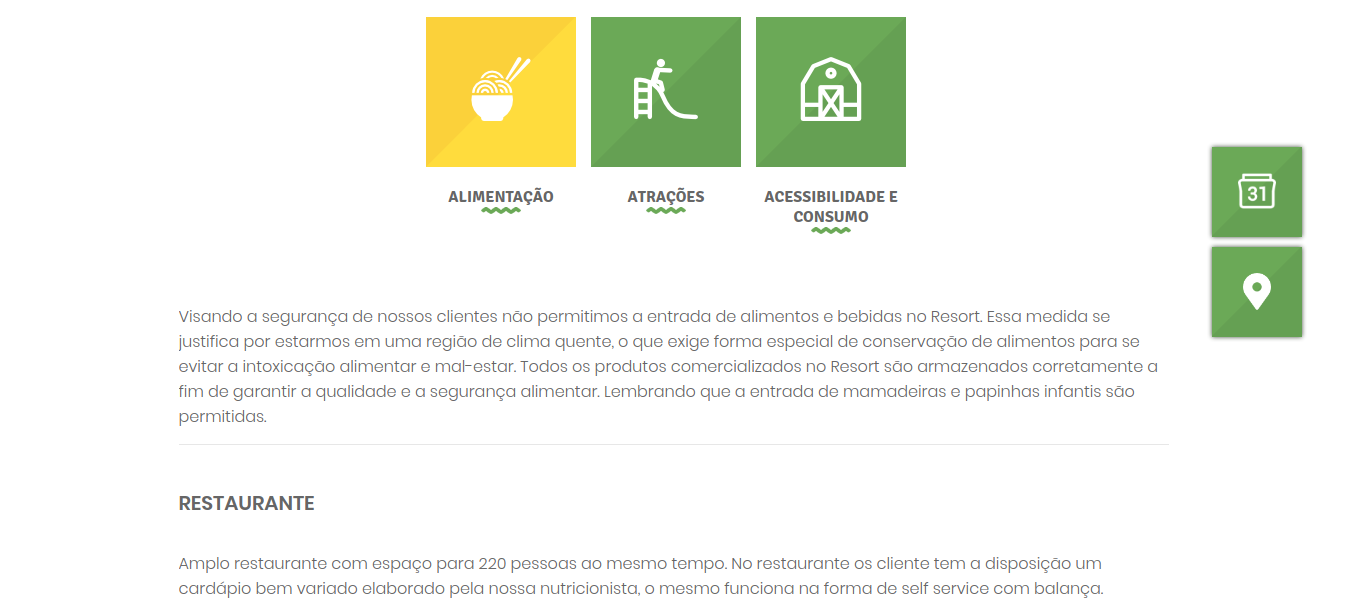 ALIMENTAÇÃO
ATRAÇÕES
ACESSIBILIDADE E
CONSUMO
31
Visando a segurança de nossos clientes não permitimos a entrada de alimentos e bebidas no Resort. Essa medida se
justifica por estarmos em uma região de clima quente, o que exige forma especial de conservação de alimentos para se
evitar a intoxicação alimentar e mal-estar. Todos os produtos comercializados no Resort são armazenados corretamente a
fim de garantir a qualidade e a segurança alimentar. Lembrando que a entrada de mamadeiras e papinhas infantis são
permitidas.
RESTAURANTE
Amplo restaurante com espaço para 220 pessoas ao mesmo tempo. No restaurante os cliente tem a disposição um
cardápio bem variado elaborado pela nossa nutricionista, o mesmo funciona na forma de self service com balança.